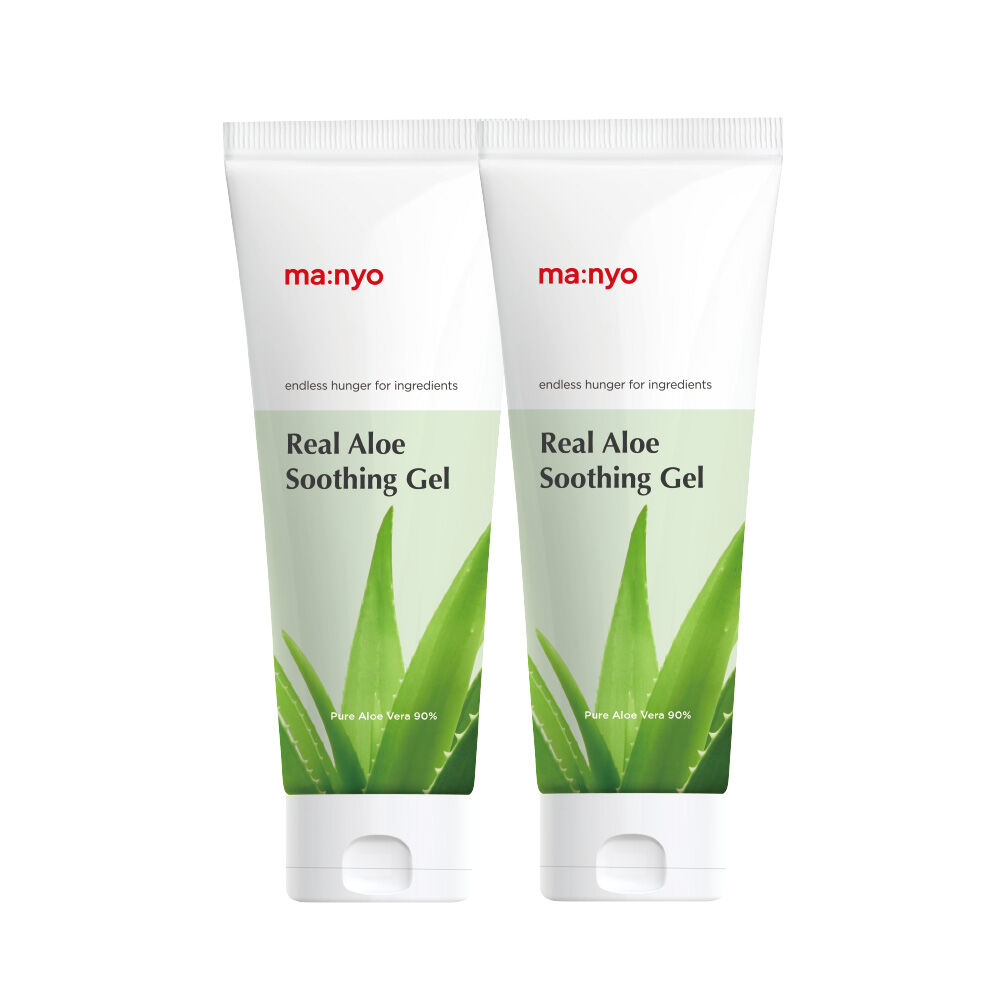 ma:nyo
endless hunger for ingredients
Real Aloe
Soothing Gel
Pure Aloe Vera 90%
ma:nyo
endless hunger for ingredients
Real Aloe
Soothing Gel
Pure Aloe Vera 90%